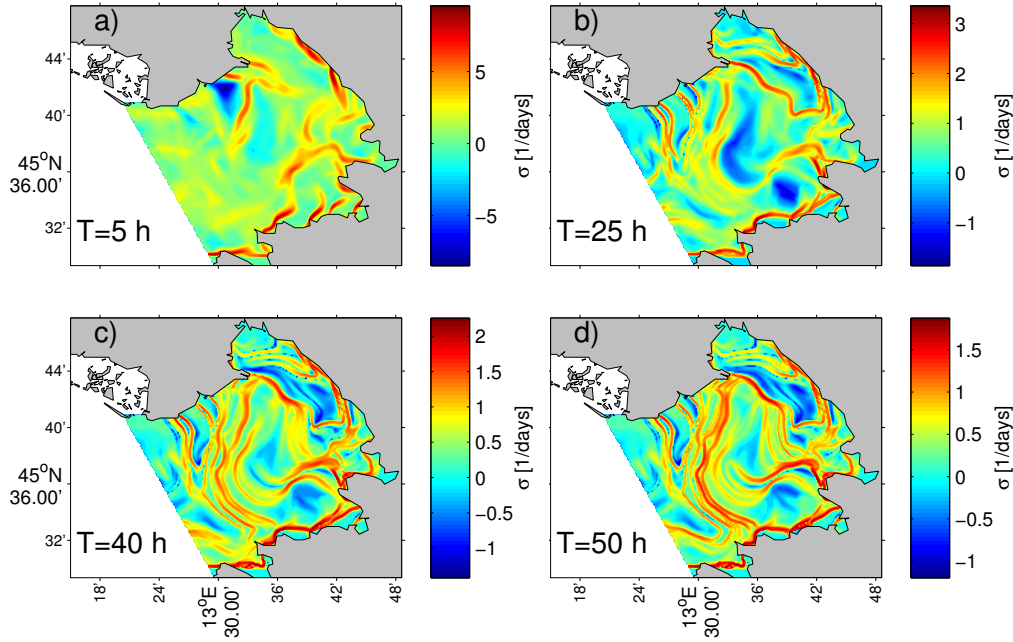 a)
44'
40'
45°N
36.00'
32'
T=5 h
5
0
−5
σ [1/days]
b)
T=25 h
3
2
1
0
−1
σ [1/days]
c)
44'
40'
45°N
36.00'
32'
T=40 h
18'
24'
13°E
30.00'
36'
42'
48'
2
1.5
1
0.5
0
−0.5
−1
σ [1/days]
d)
T=50 h
18'
24'
13°E
30.00'
36'
42'
48'
1.5
1
0.5
0
−0.5
−1
σ [1/days]